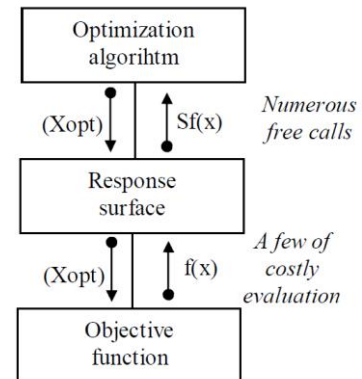 Optimization
algorihtm
(Xopt)
Sf(x)
Numerous
free calls
Response
surface
(Xopt)
f(x)
A few of
costly
evaluation
Objective
function